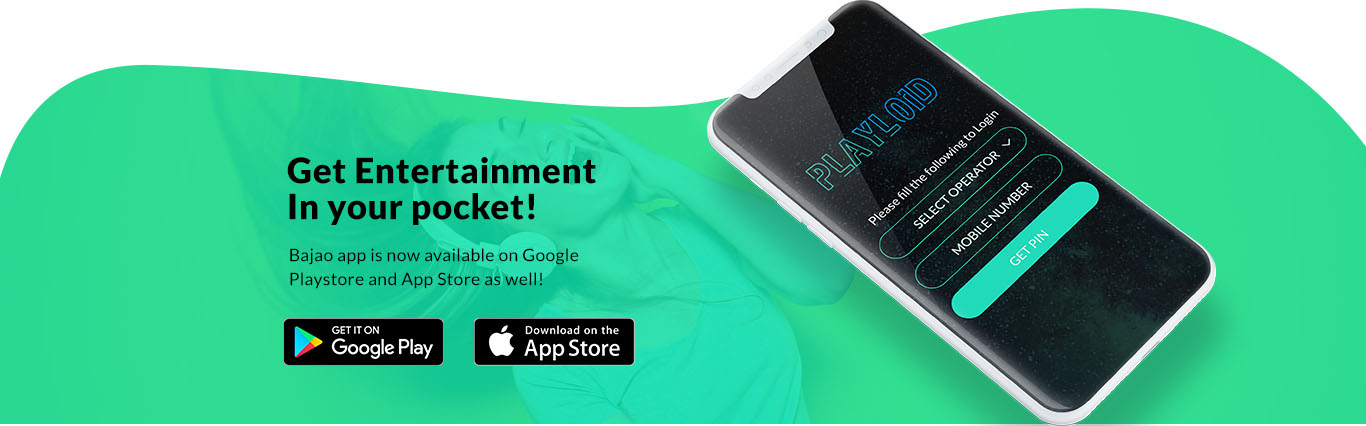 Get Entertainment
In your pocket!
Bajao app is now available on Google
Playstore and App Store as well!
GET IT ON
Google Play
Download on the
App Store
PLAYLOiD
Please fill the following to Login
SELECT OPERATOR
MOBILE NUMBER
GET PIN